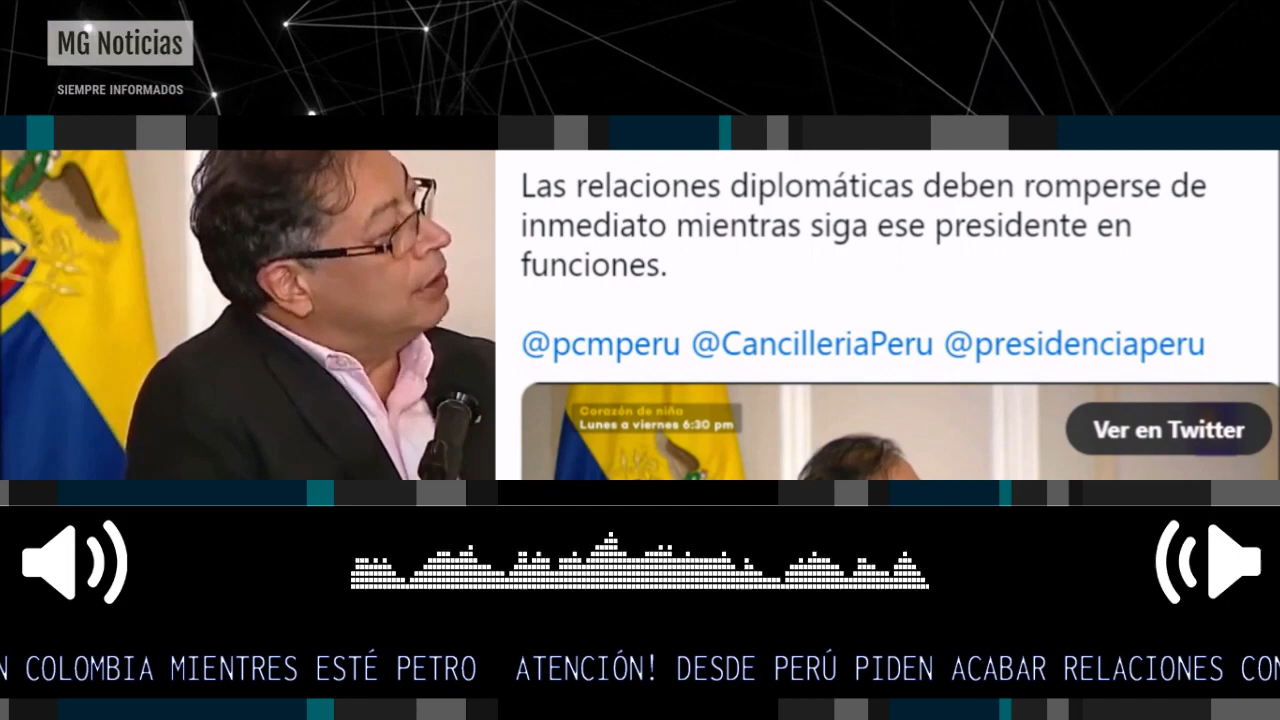 MG Noticias
SIEMPRE INFORMADOS
Las relaciones diplomáticas deben romperse de
inmediato mientras siga ese presidente en
funciones.
@pcmperu @CancilleriaPeru @presidenciaperu
Corazón de niña
Lunes a viernes 6:30 pm
Ver en Twitter
N COLOMBIA MIENTRES ESTÉ PETRO ATENCIÓN! DESDE PERÚ PIDEN ACABAR RELACIONES CON